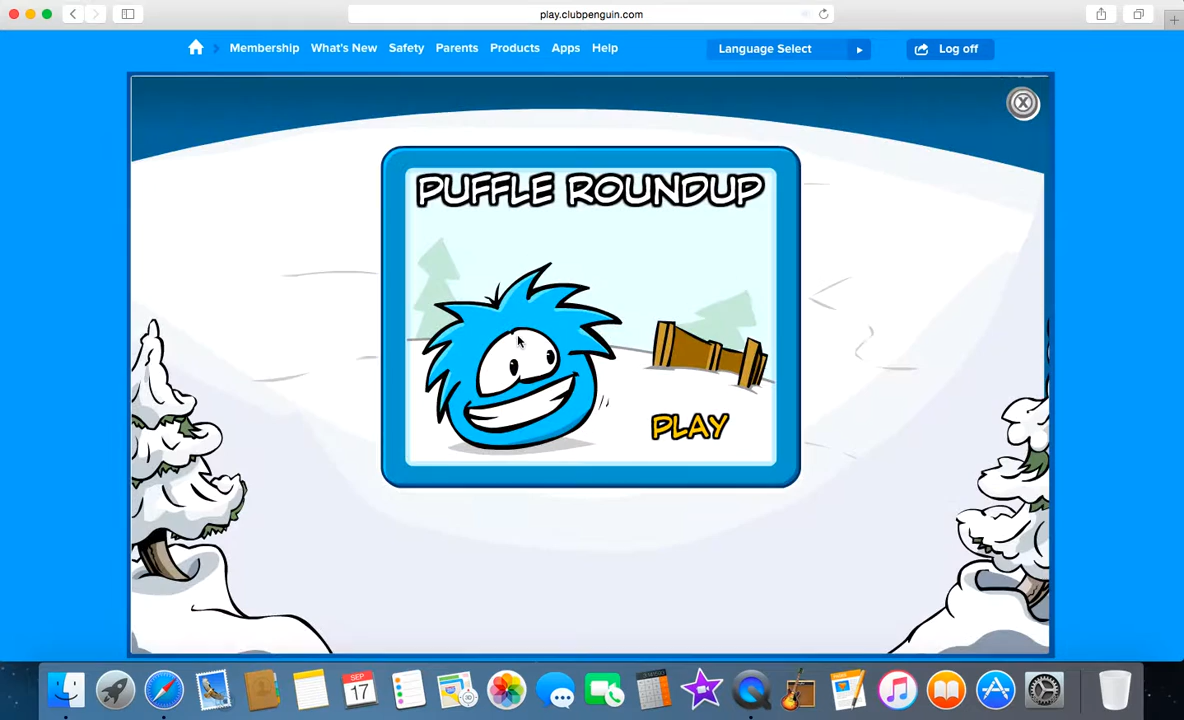 play.clubpenguin.com
Membership What's New Safety Parents Products Apps Help Language Select Log off
PUFFLE ROUNDUP
PLAY
SEP
17